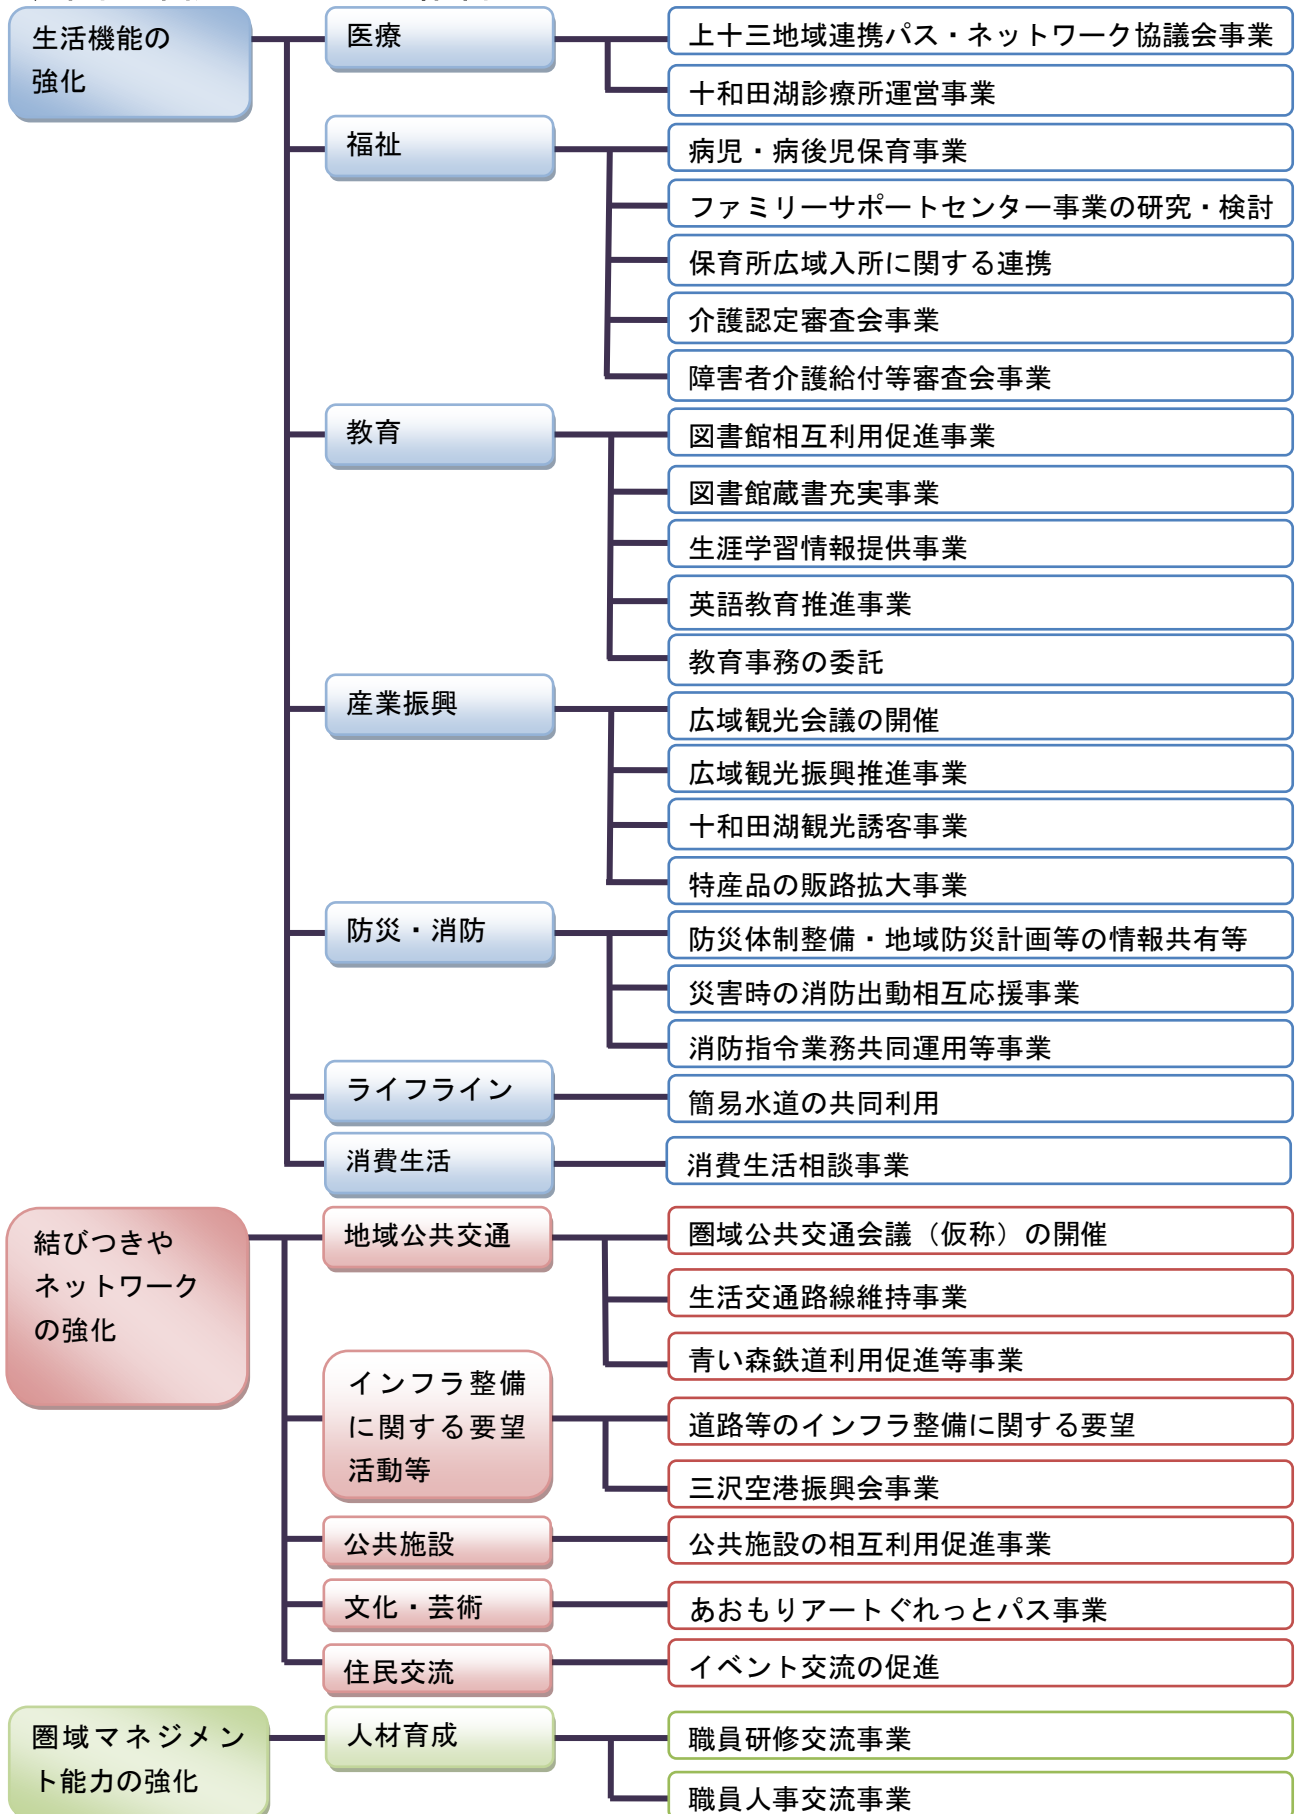 生活機能の
強化
医療
上十三地域連携パス・ネットワーク協議会事業
十和田湖診療所運営事業
福祉
病児・病後児保育事業
ファミリーサポートセンター事業の研究・検討
保育所広域入所に関する連携
介護認定審査会事業
障害者介護給付等審査会事業
教育
図書館相互利用促進事業
図書館蔵書充実事業
生涯学習情報提供事業
英語教育推進事業
教育事務の委託
産業振興
広域観光会議の開催
広域観光振興推進事業
十和田湖観光誘客事業
特産品の販路拡大事業
防災・消防
防災体制整備・地域防災計画等の情報共有等
災害時の消防出動相互応援事業
消防指令業務共同運用等事業
ライフライン
簡易水道の共同利用
消費生活
消費生活相談事業
結びつきや
ネットワーク
の強化
地域公共交通
圏域公共交通会議（仮称）の開催
生活交通路線維持事業
青い森鉄道利用促進等事業
インフラ整備
に関する要望
活動等
道路等のインフラ整備に関する要望
三沢空港振興会事業
公共施設
公共施設の相互利用促進事業
文化・芸術
あおもりアートぐれっとパス事業
住民交流
イベント交流の促進
圏域マネジメン
ト能力の強化
人材育成
職員研修交流事業
職員人事交流事業